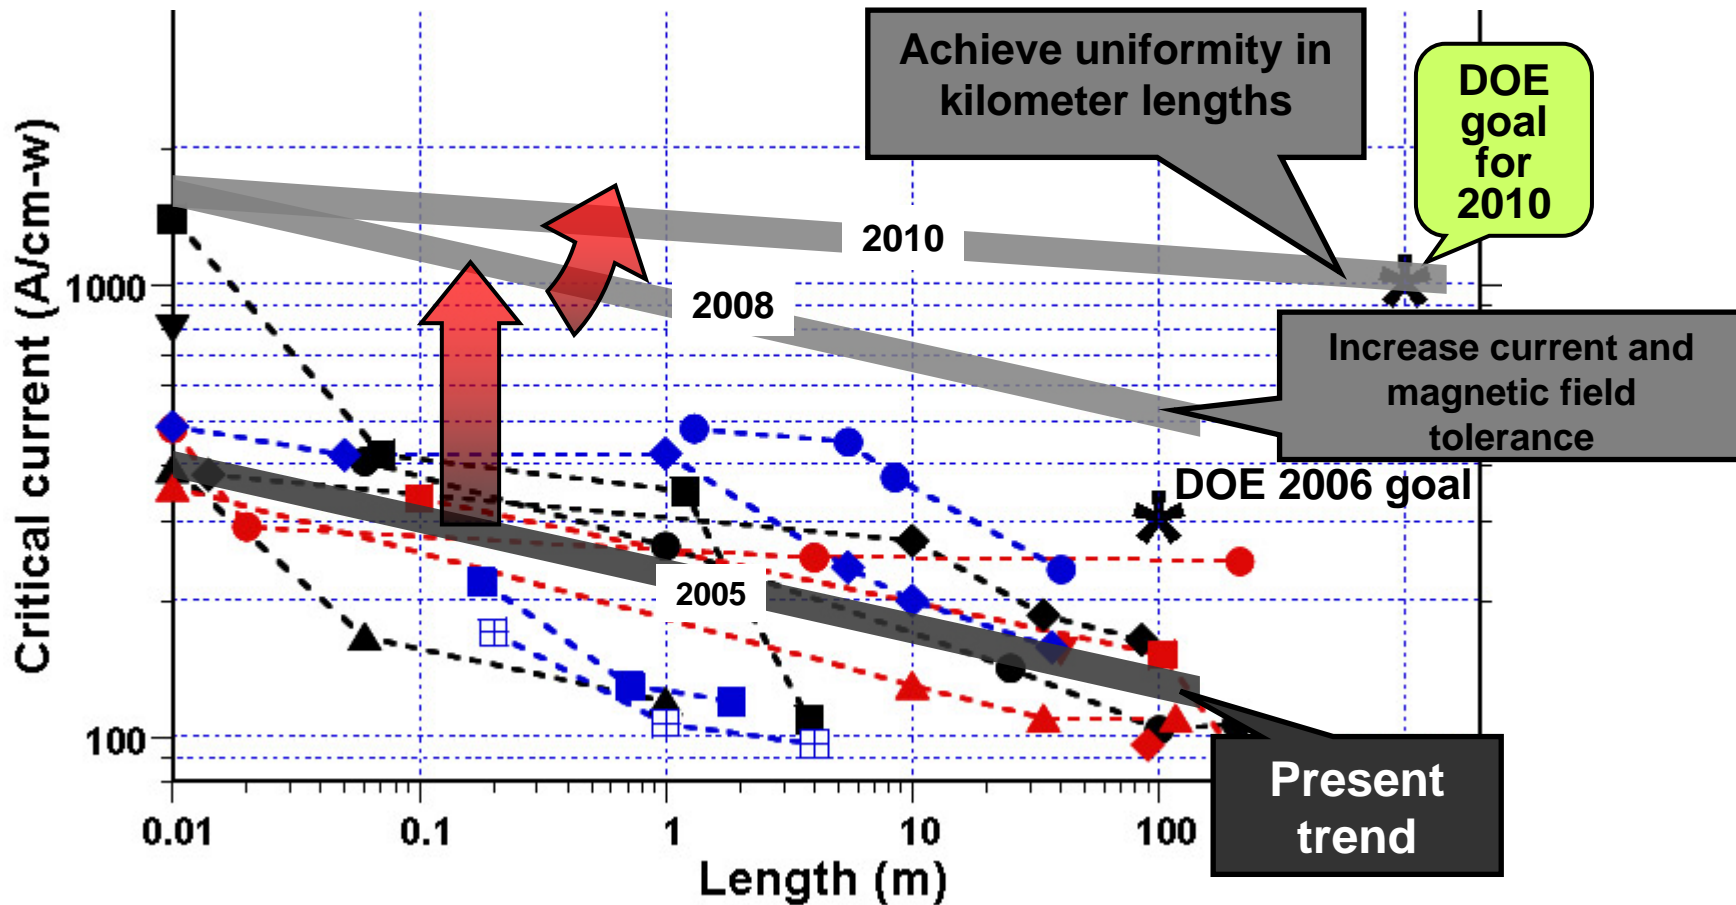 Achieve uniformity in
kilometer lengths
DOE
goal
for
2010
Critical current (A/cm-w)
1000
100
2010
2008
2005
Increase current and
magnetic field
tolerance
DOE 2006 goal
Present
trend
0.01
0.1
1
10
100
Length (m)